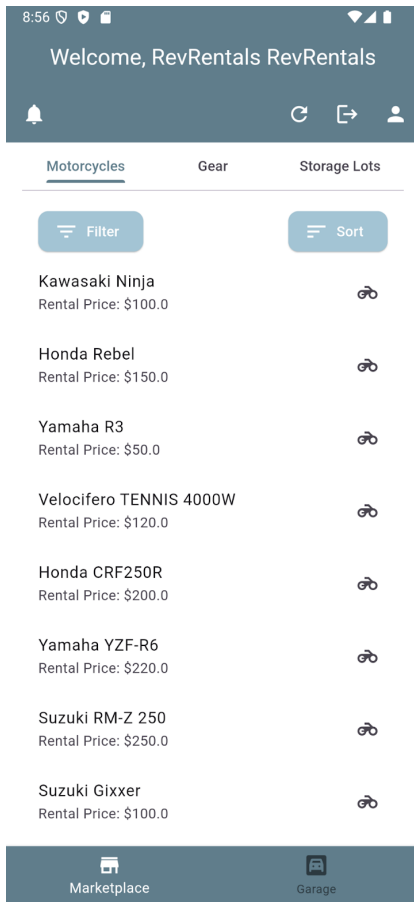 8:56
Welcome, RevRentals RevRentals
Motorcycles Gear Storage Lots
Filter Sort
Kawasaki Ninja
Rental Price: $100.0
Honda Rebel
Rental Price: $150.0
Yamaha R3
Rental Price: $50.0
Velocifero TENNIS 4000W
Rental Price: $120.0
Honda CRF250R
Rental Price: $200.0
Yamaha YZF-R6
Rental Price: $220.0
Suzuki RM-Z 250
Rental Price: $250.0
Suzuki Gixxer
Rental Price: $100.0
Marketplace Garage